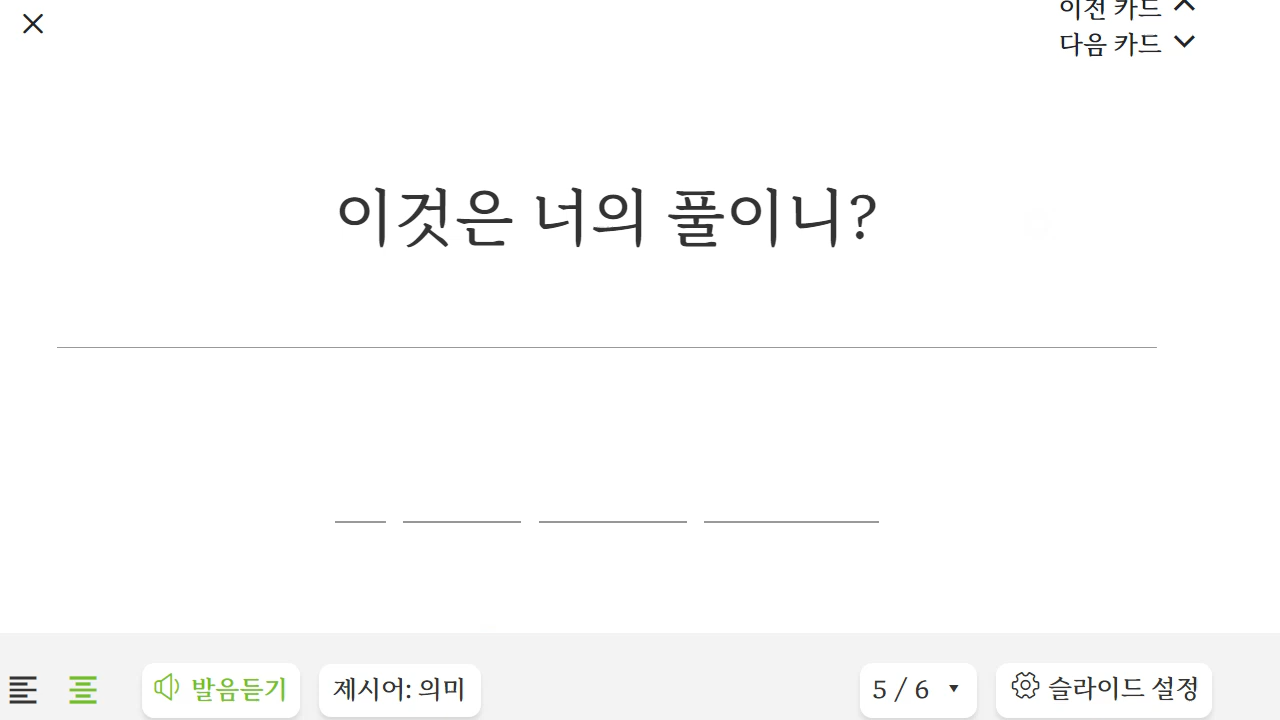 이전 카드
다음 카드
이것은 너의 풀이니?
발음듣기
제시어: 의미
5 / 6
슬라이드 설정